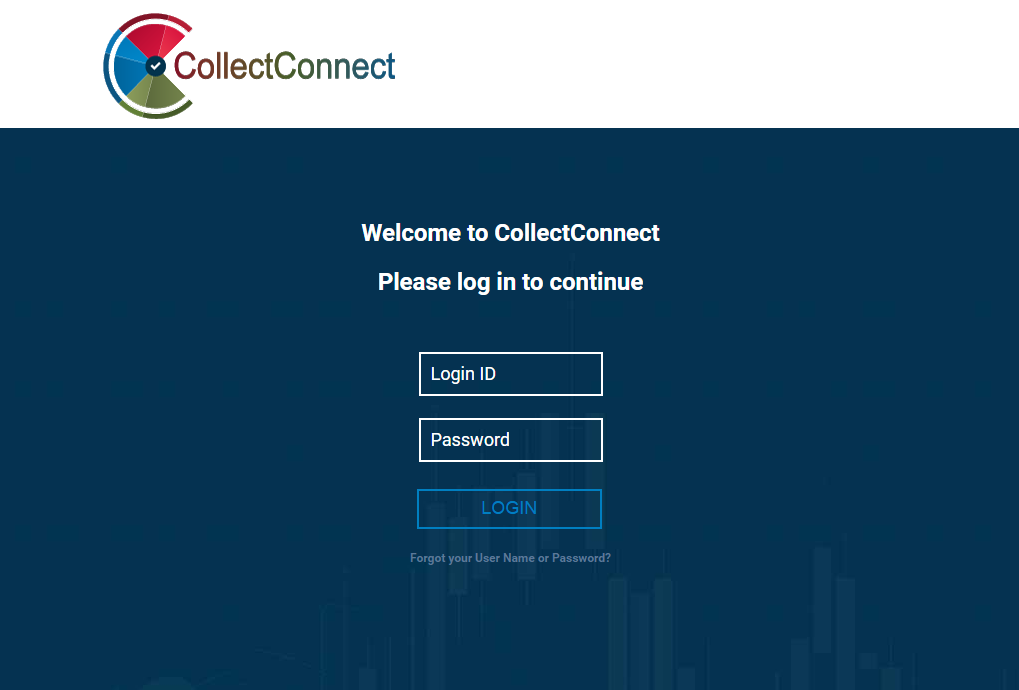 CollectConnect
Welcome to CollectConnect
Please log in to continue
Login ID
Password
LOGIN
Forgot your User Name or Password?